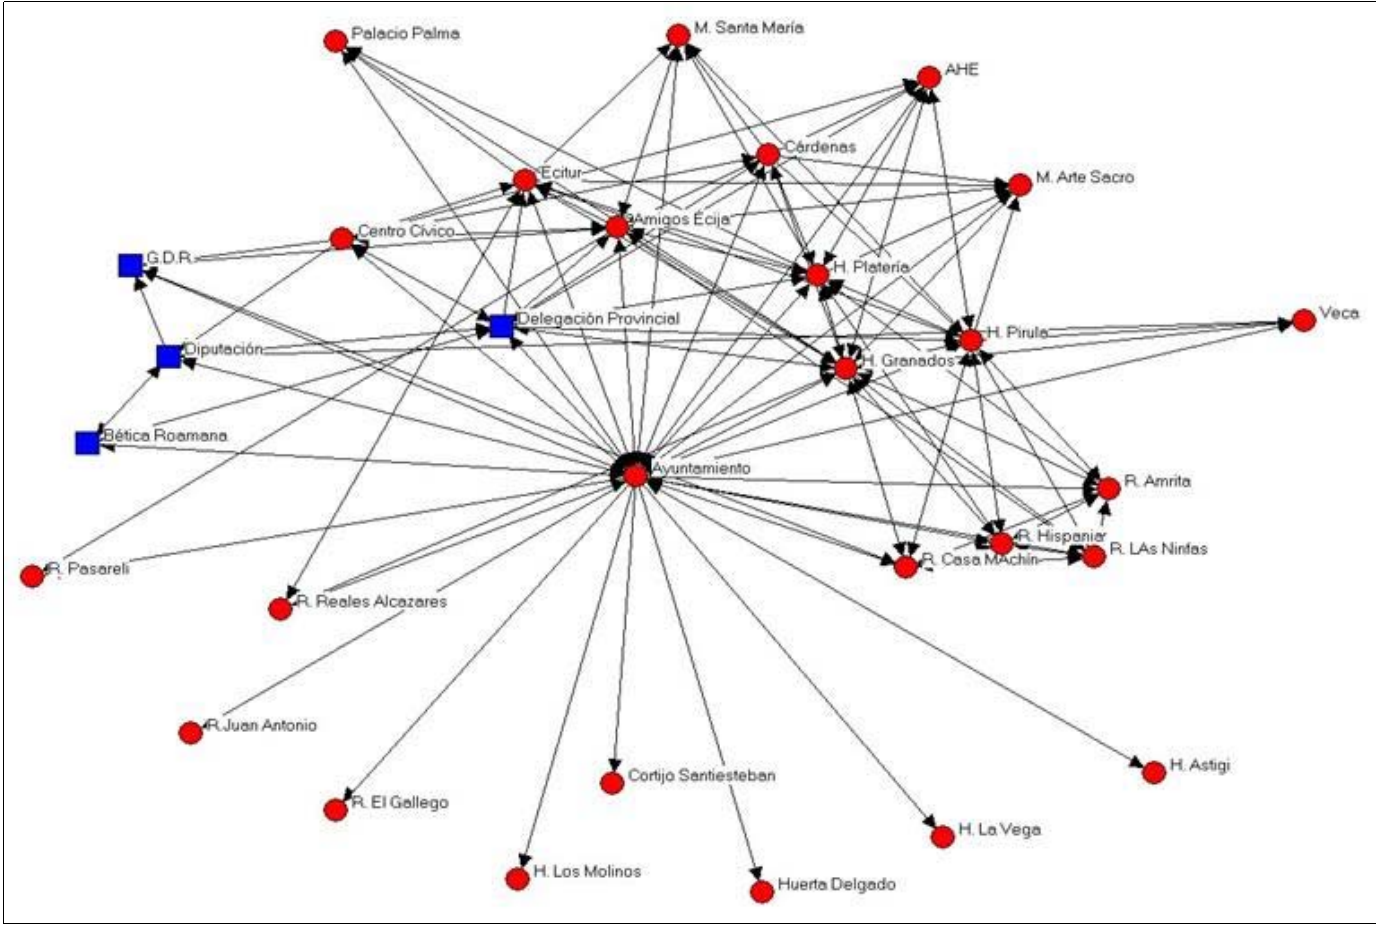 Palacio Palma
M. Santa María
AHE
Cárdenas
Ecitur
M. Arte Sacro
Amigos Écija
Centro Cívico
G.D.R.
H. Platería
Delegación Provincial
Veca
H. Pirula
Diputación
H. Granados
Bética Roamana
Ayuntamiento
R. Amrita
R. Hispania
R. LAs Ninfas
R. Casa MAchín
R. Pasareli
R. Reales Alcazares
R.Juan Antonio
Cortijo Santiesteban
H. Astigi
R. El Gallego
H. La Vega
H. Los Molinos
Huerta Delgado